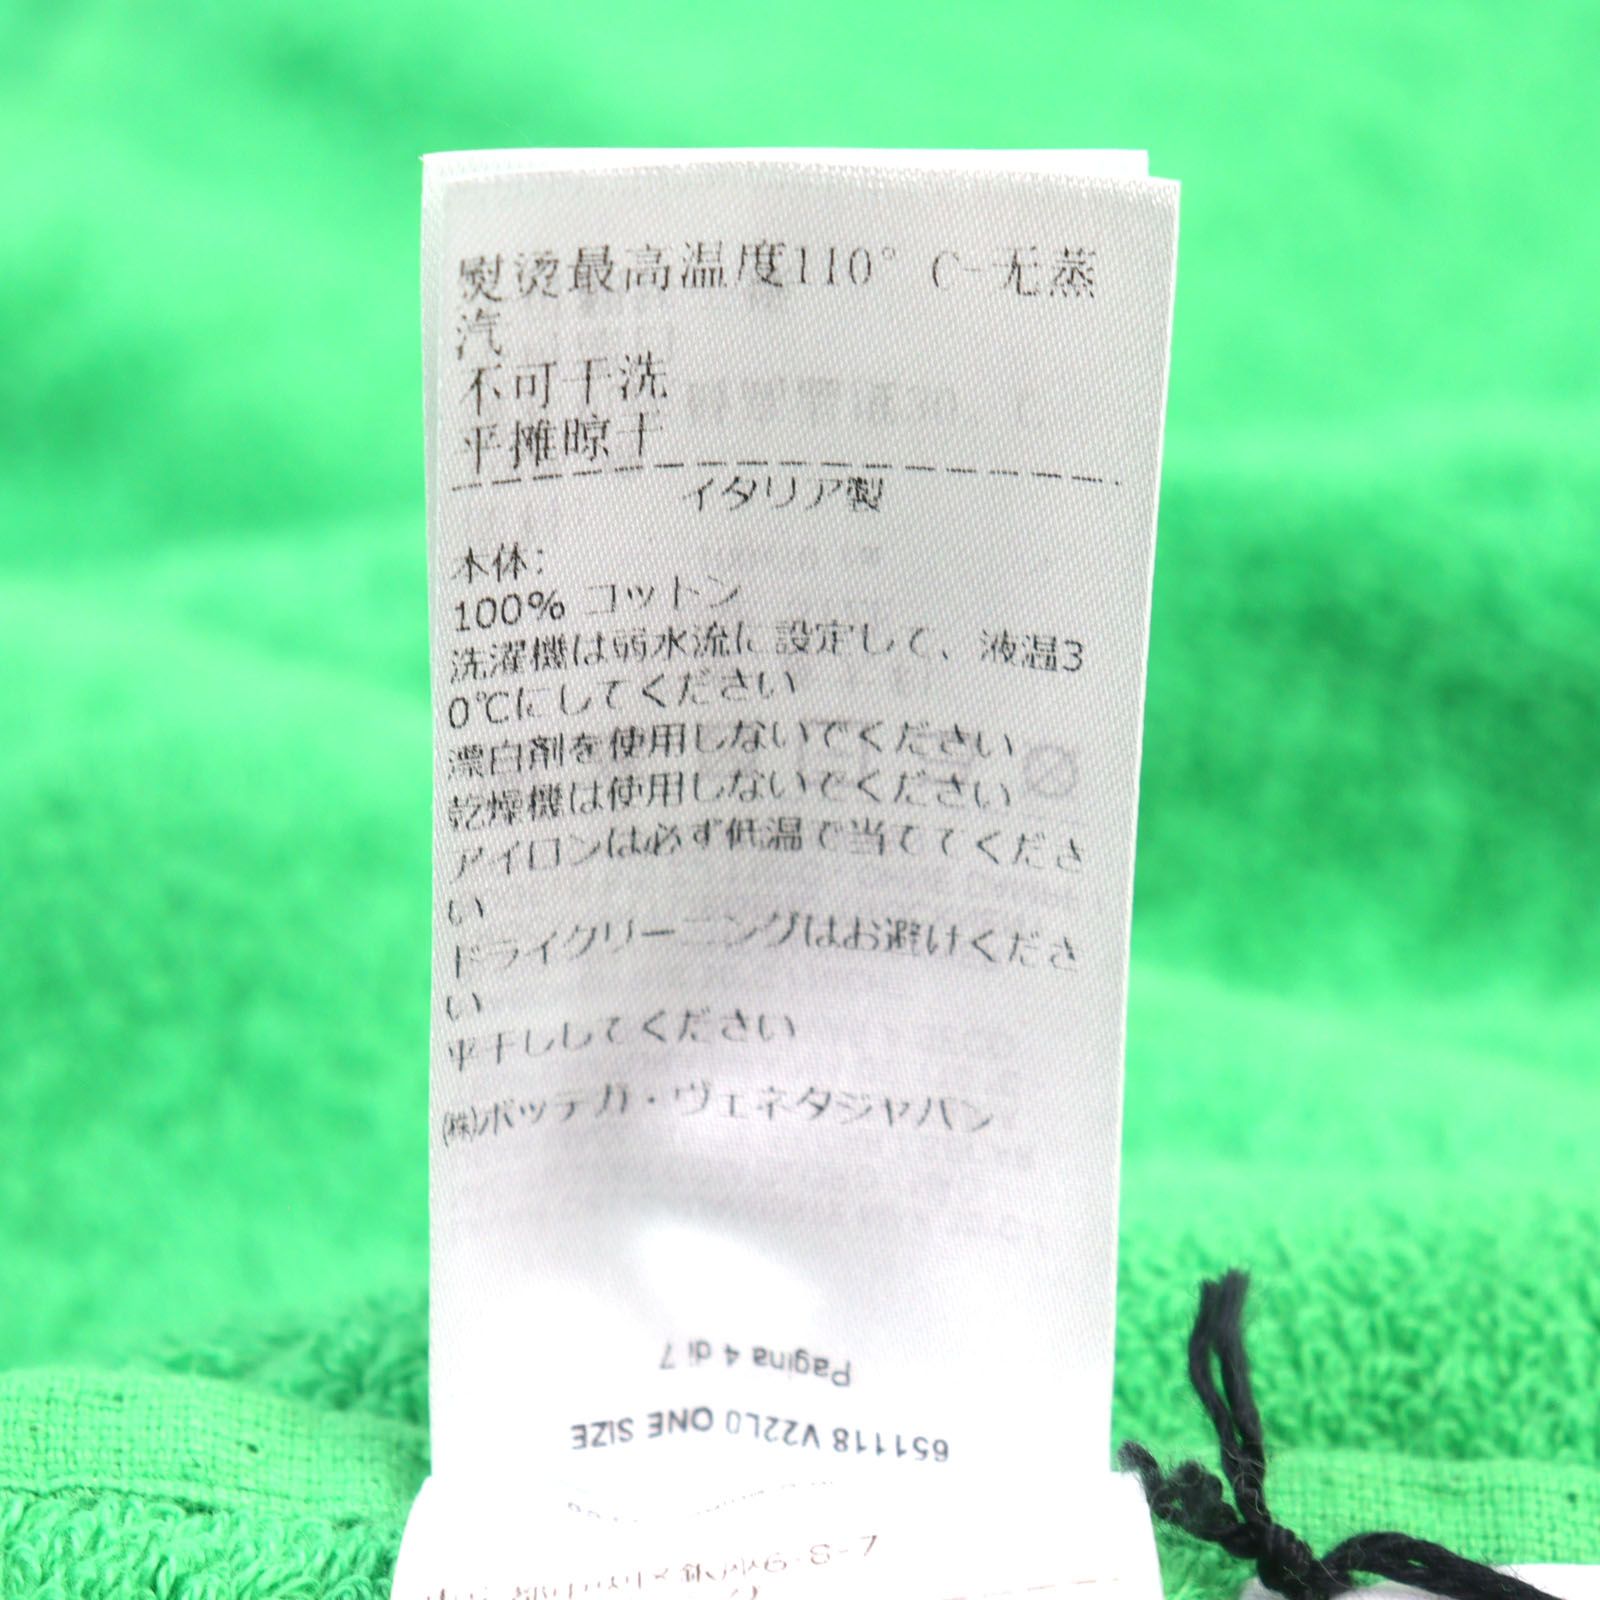 熨烫最高温度110°C-无蒸
汽
不可干洗
平摊晾干
イタリア製
本体:
100% コットン
洗濯機は弱水流に設定して、液温3
0℃にしてください
漂白剤を使用しないでください
乾燥機は使用しないでください
アイロンは必ず低温で当ててくださ
い
ドライクリーニングはお避けくださ
い
平干ししてください
(株)ボッテガ・ヴェネタジャパン
Pagina 4 di 7
651118 V22L0 ONE SIZE
6-8-7